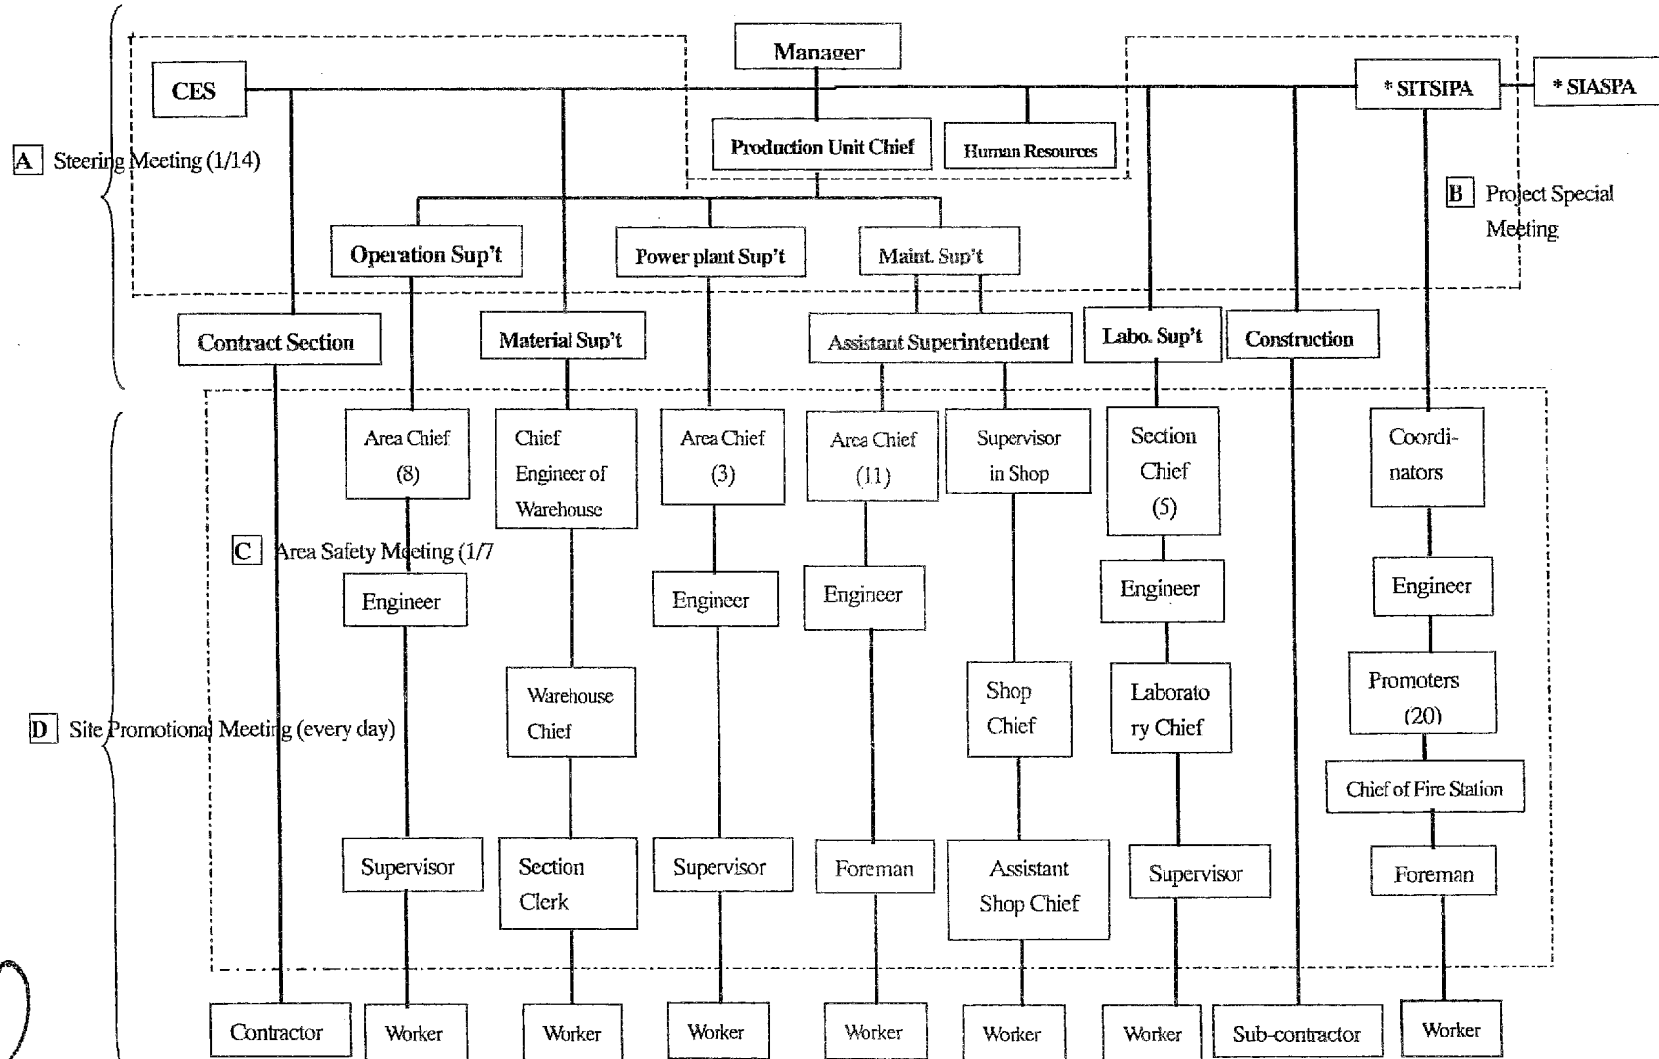 Manager
CES
* SITSIPA
* SIASPA
Production Unit Chief
Human Resources
A Steering Meeting (1/14)
B Project Special
Meeting
Operation Sup't
Power plant Sup't
Maint. Sup't
Contract Section
Material Sup't
Assistant Superintendent
Labo. Sup't
Construction
Area Chief
(8)
Chief
Engineer of
Warehouse
Area Chief
(3)
Area Chief
(11)
Supervisor
in Shop
Section
Chief
(5)
Coordi-
nators
C Area Safety Meeting (1/7
Engineer
Engineer
Engineer
Engineer
Engineer
Warehouse
Chief
Shop
Chief
Laborato
ry Chief
Promoters
(20)
D Site Promotional Meeting (every day)
Chief of Fire Station
Supervisor
Section
Clerk
Supervisor
Foreman
Assistant
Shop Chief
Supervisor
Foreman
Contractor
Worker
Worker
Worker
Worker
Worker
Worker
Sub-contractor
Worker